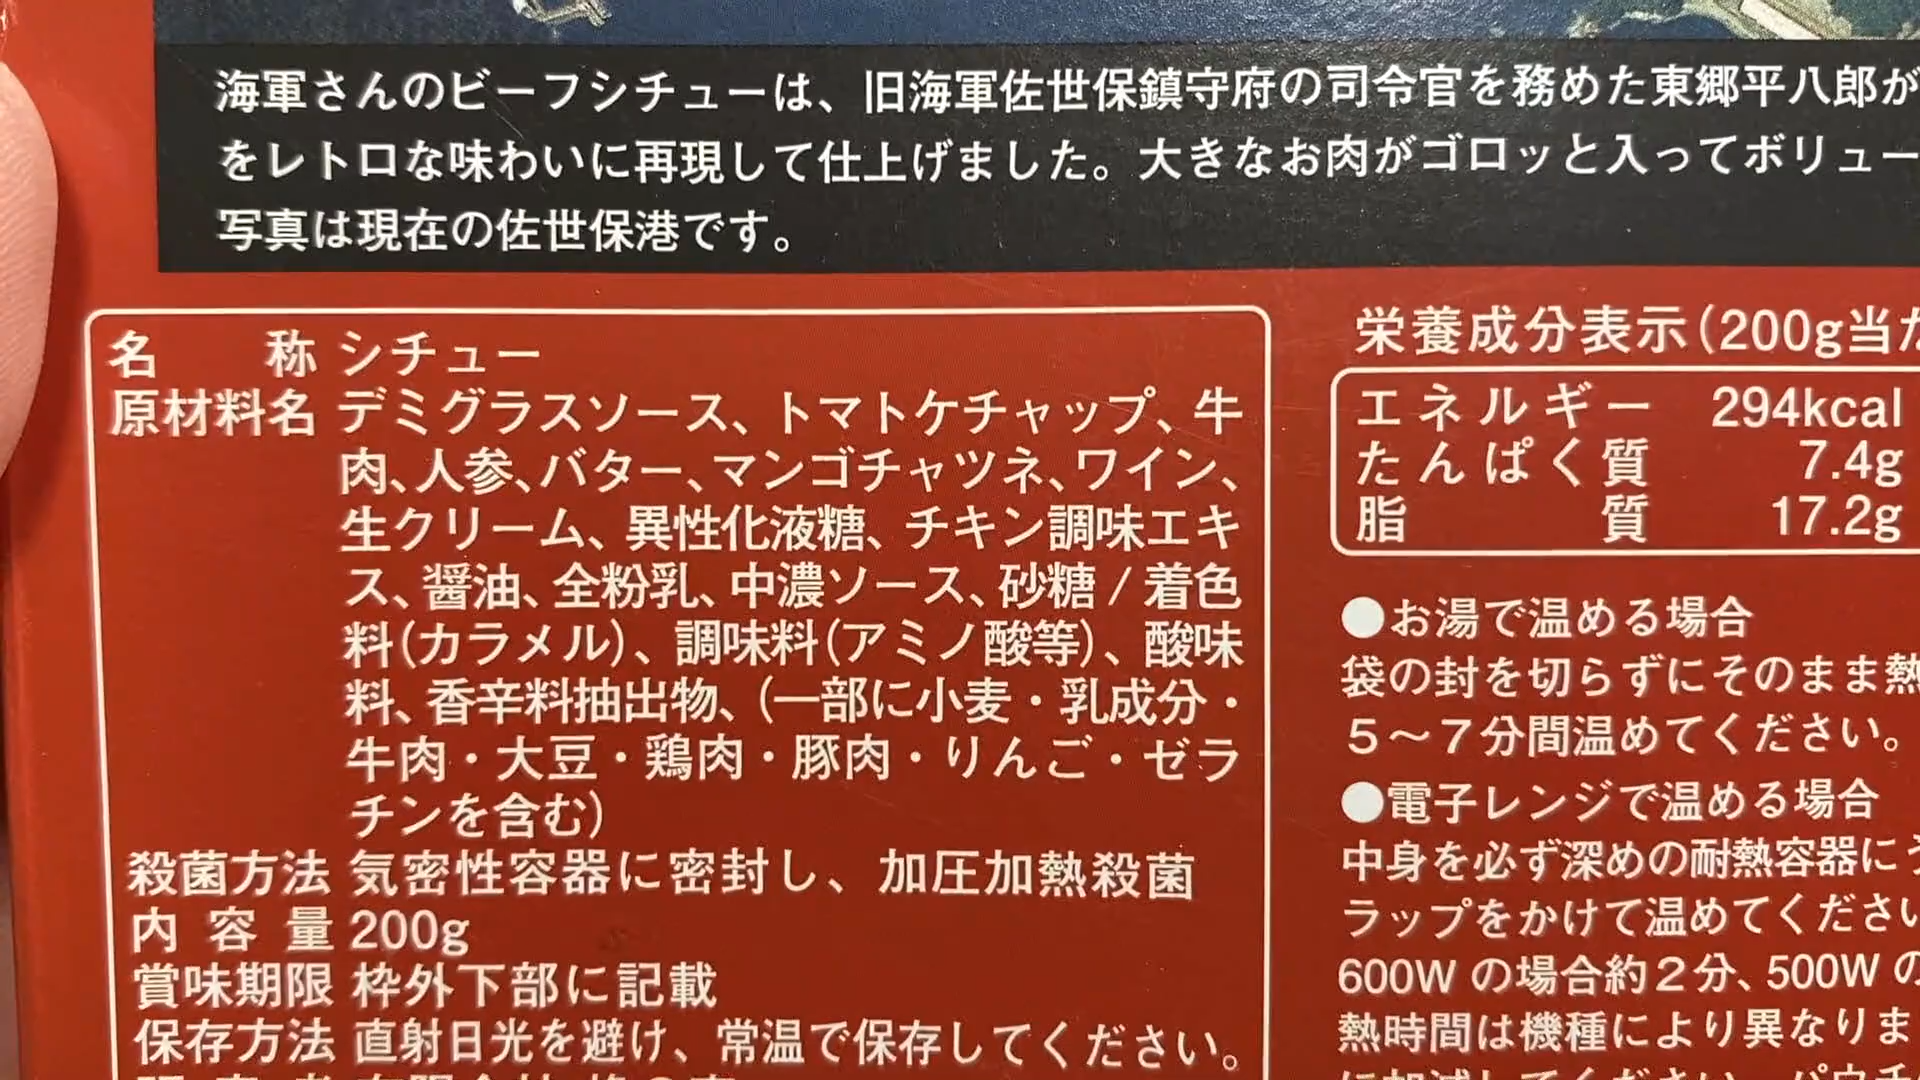 海軍さんのビーフシチューは、旧海軍佐世保鎮守府の司令官を務めた東郷平八郎が
をレトロな味わいに再現して仕上げました。大きなお肉がゴロッと入ってボリュー
写真は現在の佐世保港です。
名 称 シチュー
原材料名 デミグラスソース、トマトケチャップ、牛
肉、人参、バター、マンゴチャツネ、ワイン、
生クリーム、異性化液糖、チキン調味エキ
ス、醤油、全粉乳、中濃ソース、砂糖 / 着色
料(カラメル)、調味料(アミノ酸等)、酸味
料、香辛料抽出物、(一部に小麦・乳成分・
牛肉・大豆・鶏肉・豚肉・りんご・ゼラ
チンを含む)
殺菌方法 気密性容器に密封し、加圧加熱殺菌
内 容 量 200g
賞味期限 枠外下部に記載
保存方法 直射日光を避け、常温で保存してください。
栄養成分表示(200g当た
エネルギー 294kcal
たんぱく質 7.4g
脂 質 17.2g
●お湯で温める場合
袋の封を切らずにそのまま熱
5〜7分間温めてください。
●電子レンジで温める場合
中身を必ず深めの耐熱容器にう
ラップをかけて温めてくださ
600W の場合約2分、500W の
熱時間は機種により異なりま